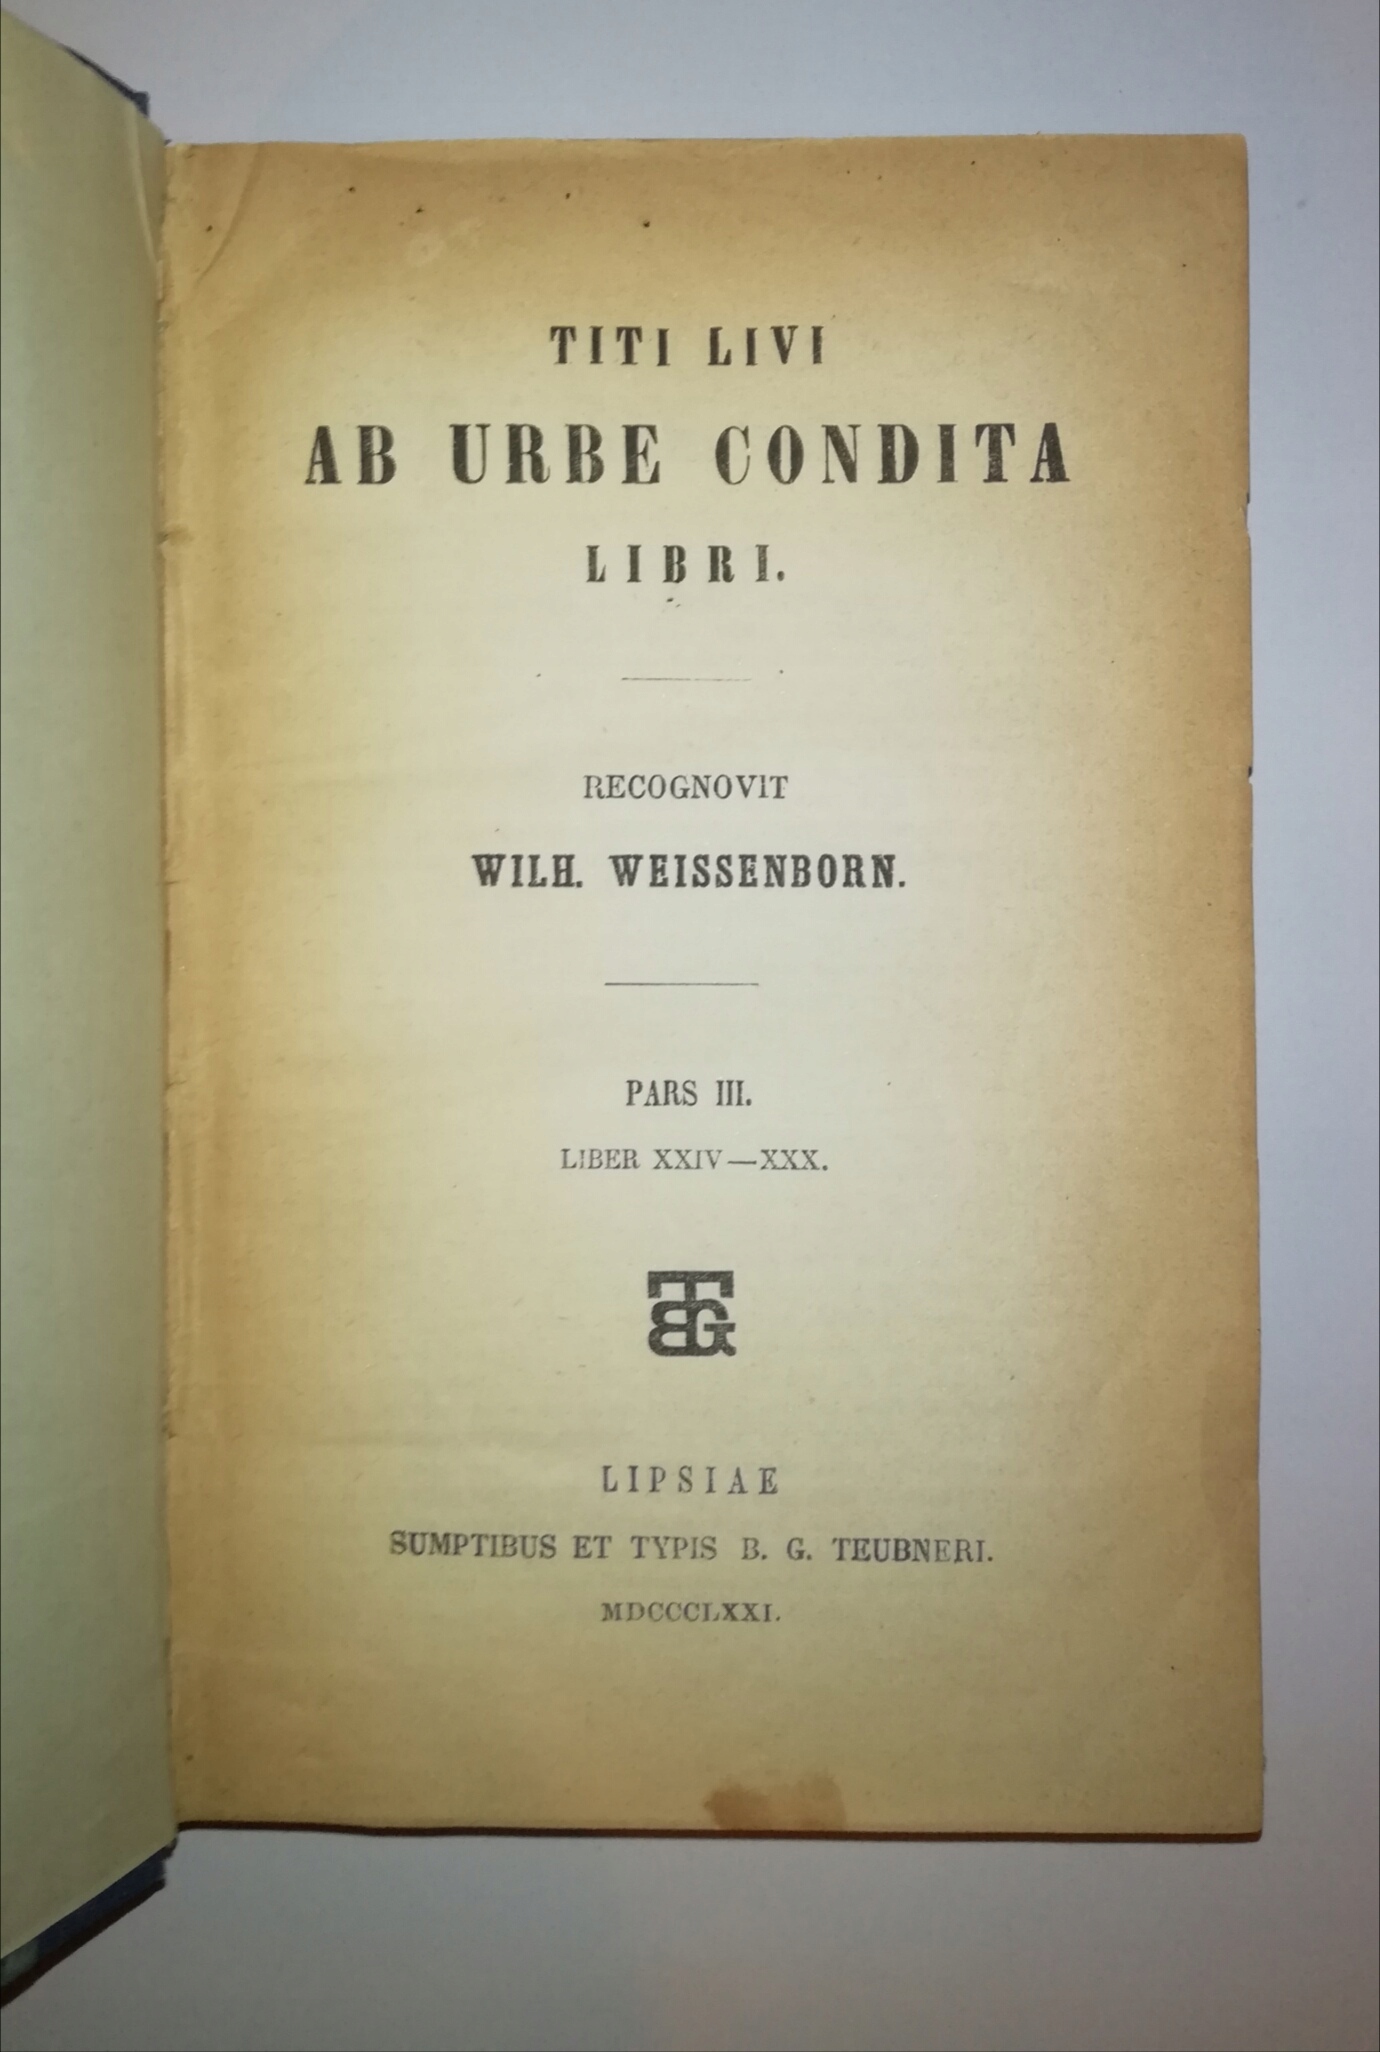 TITI LIVI
AB URBE CONDITA
LIBRI.
RECOGNOVIT
WILH. WEISSENBORN.
PARS III.
LIBER XXIV—XXX.
BTG
LIPSIAE
SUMPTIBUS ET TYPIS B. G. TEUBNERI.
MDCCCLXXI.